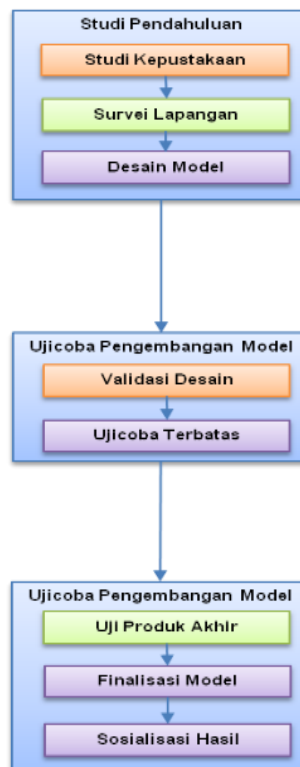 Studi Pendahuluan
Studi Kepustakaan
Survei Lapangan
Desain Model
Ujicoba Pengembangan Model
Validasi Desain
Ujicoba Terbatas
Ujicoba Pengembangan Model
Uji Produk Akhir
Finalisasi Model
Sosialisasi Hasil